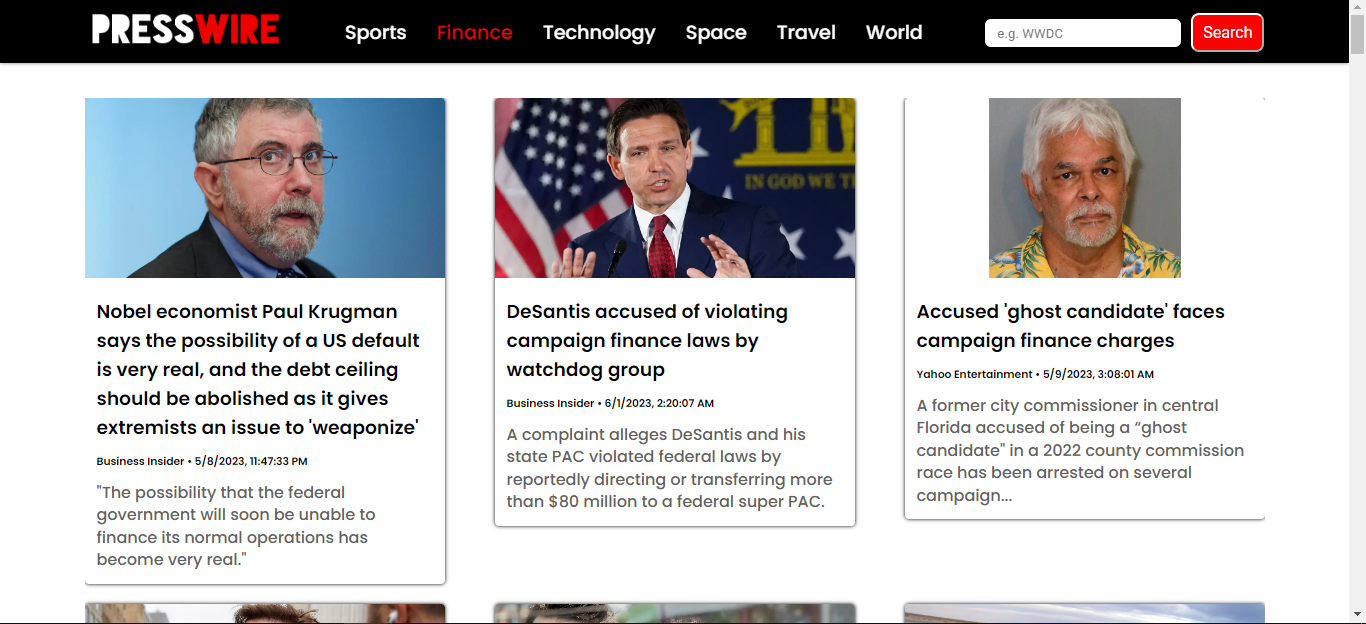 PRESSWIRE Sports Finance Technology Space Travel World e.g. WWDC Search
IN GOD WE T
Nobel economist Paul Krugman
says the possibility of a US default
is very real, and the debt ceiling
should be abolished as it gives
extremists an issue to 'weaponize'
Business Insider • 5/8/2023, 11:47:33 PM
"The possibility that the federal
government will soon be unable to
finance its normal operations has
become very real."
DeSantis accused of violating
campaign finance laws by
watchdog group
Business Insider • 6/1/2023, 2:20:07 AM
A complaint alleges DeSantis and his
state PAC violated federal laws by
reportedly directing or transferring more
than $80 million to a federal super PAC.
Accused 'ghost candidate' faces
campaign finance charges
Yahoo Entertainment • 5/9/2023, 3:08:01 AM
A former city commissioner in central
Florida accused of being a “ghost
candidate" in a 2022 county commission
race has been arrested on several
campaign...